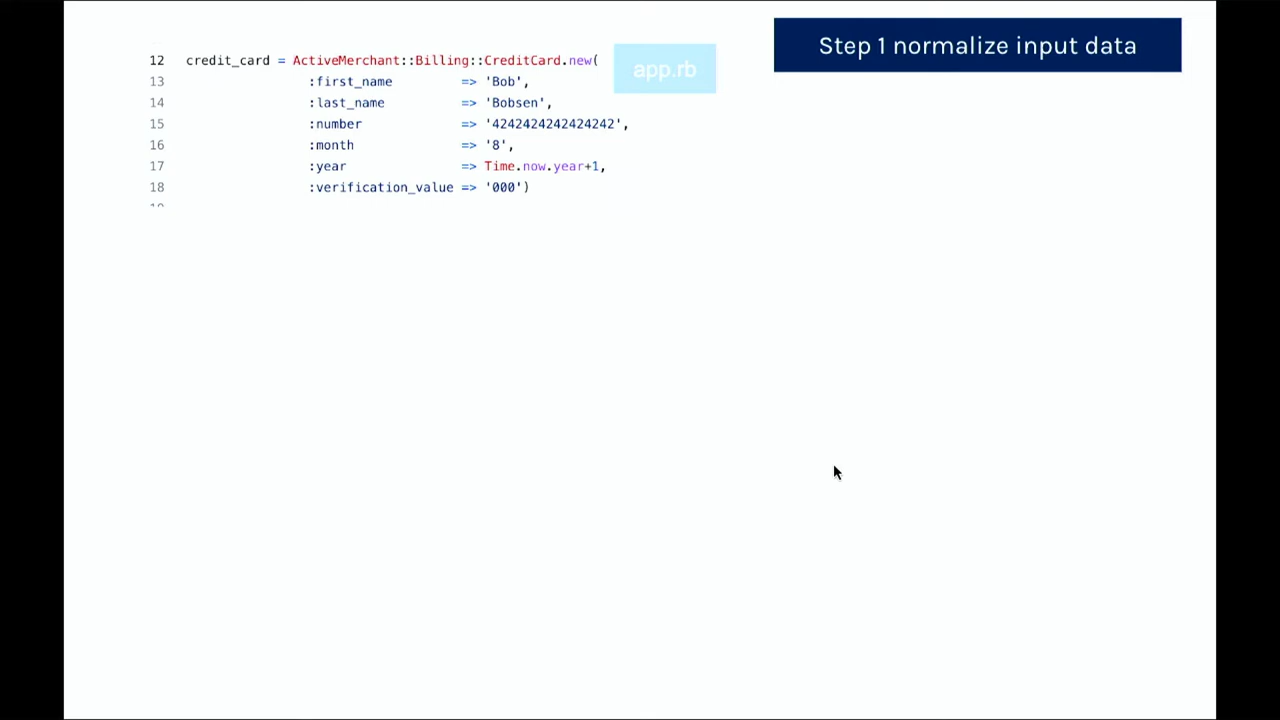 Step 1 normalize input data
app.rb
12 credit_card = ActiveMerchant::Billing::CreditCard.new(
13 :first_name => 'Bob',
14 :last_name => 'Bobsen',
15 :number => '4242424242424242',
16 :month => '8',
17 :year => Time.now.year+1,
18 :verification_value => '000')